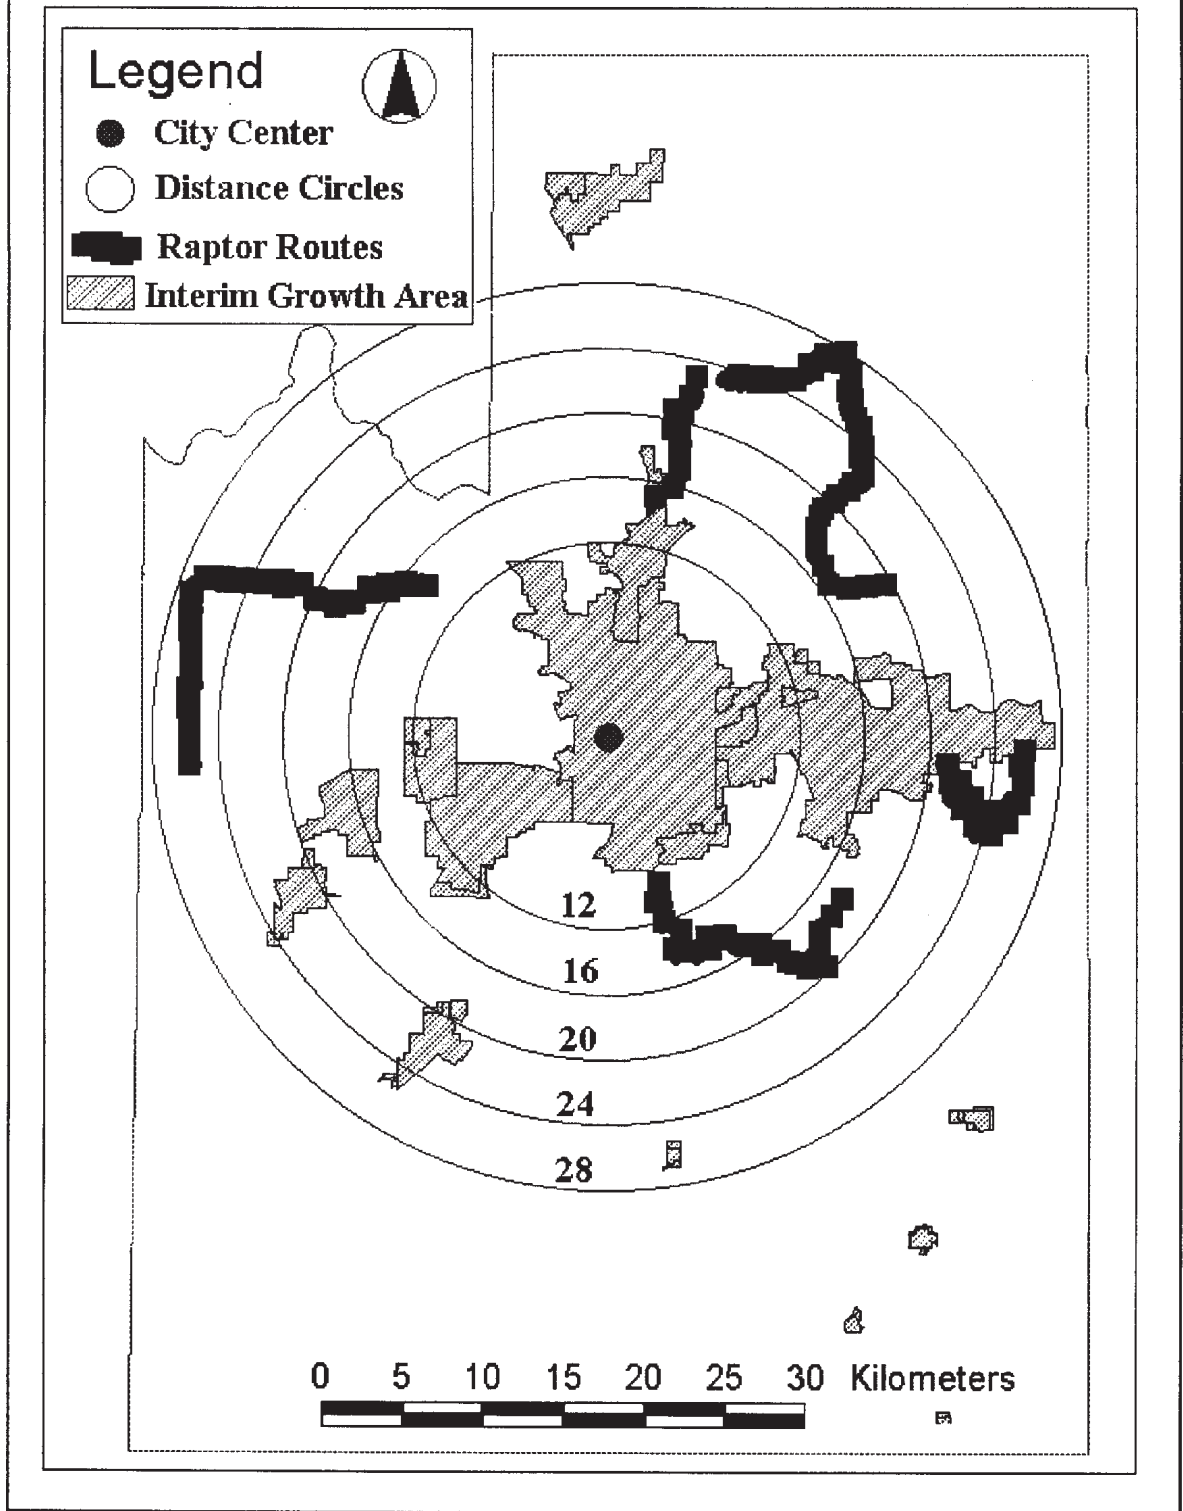 Legend
City Center
Distance Circles
Raptor Routes
Interim Growth Area
12
16
20
24
28
0 5 10 15 20 25 30 Kilometers